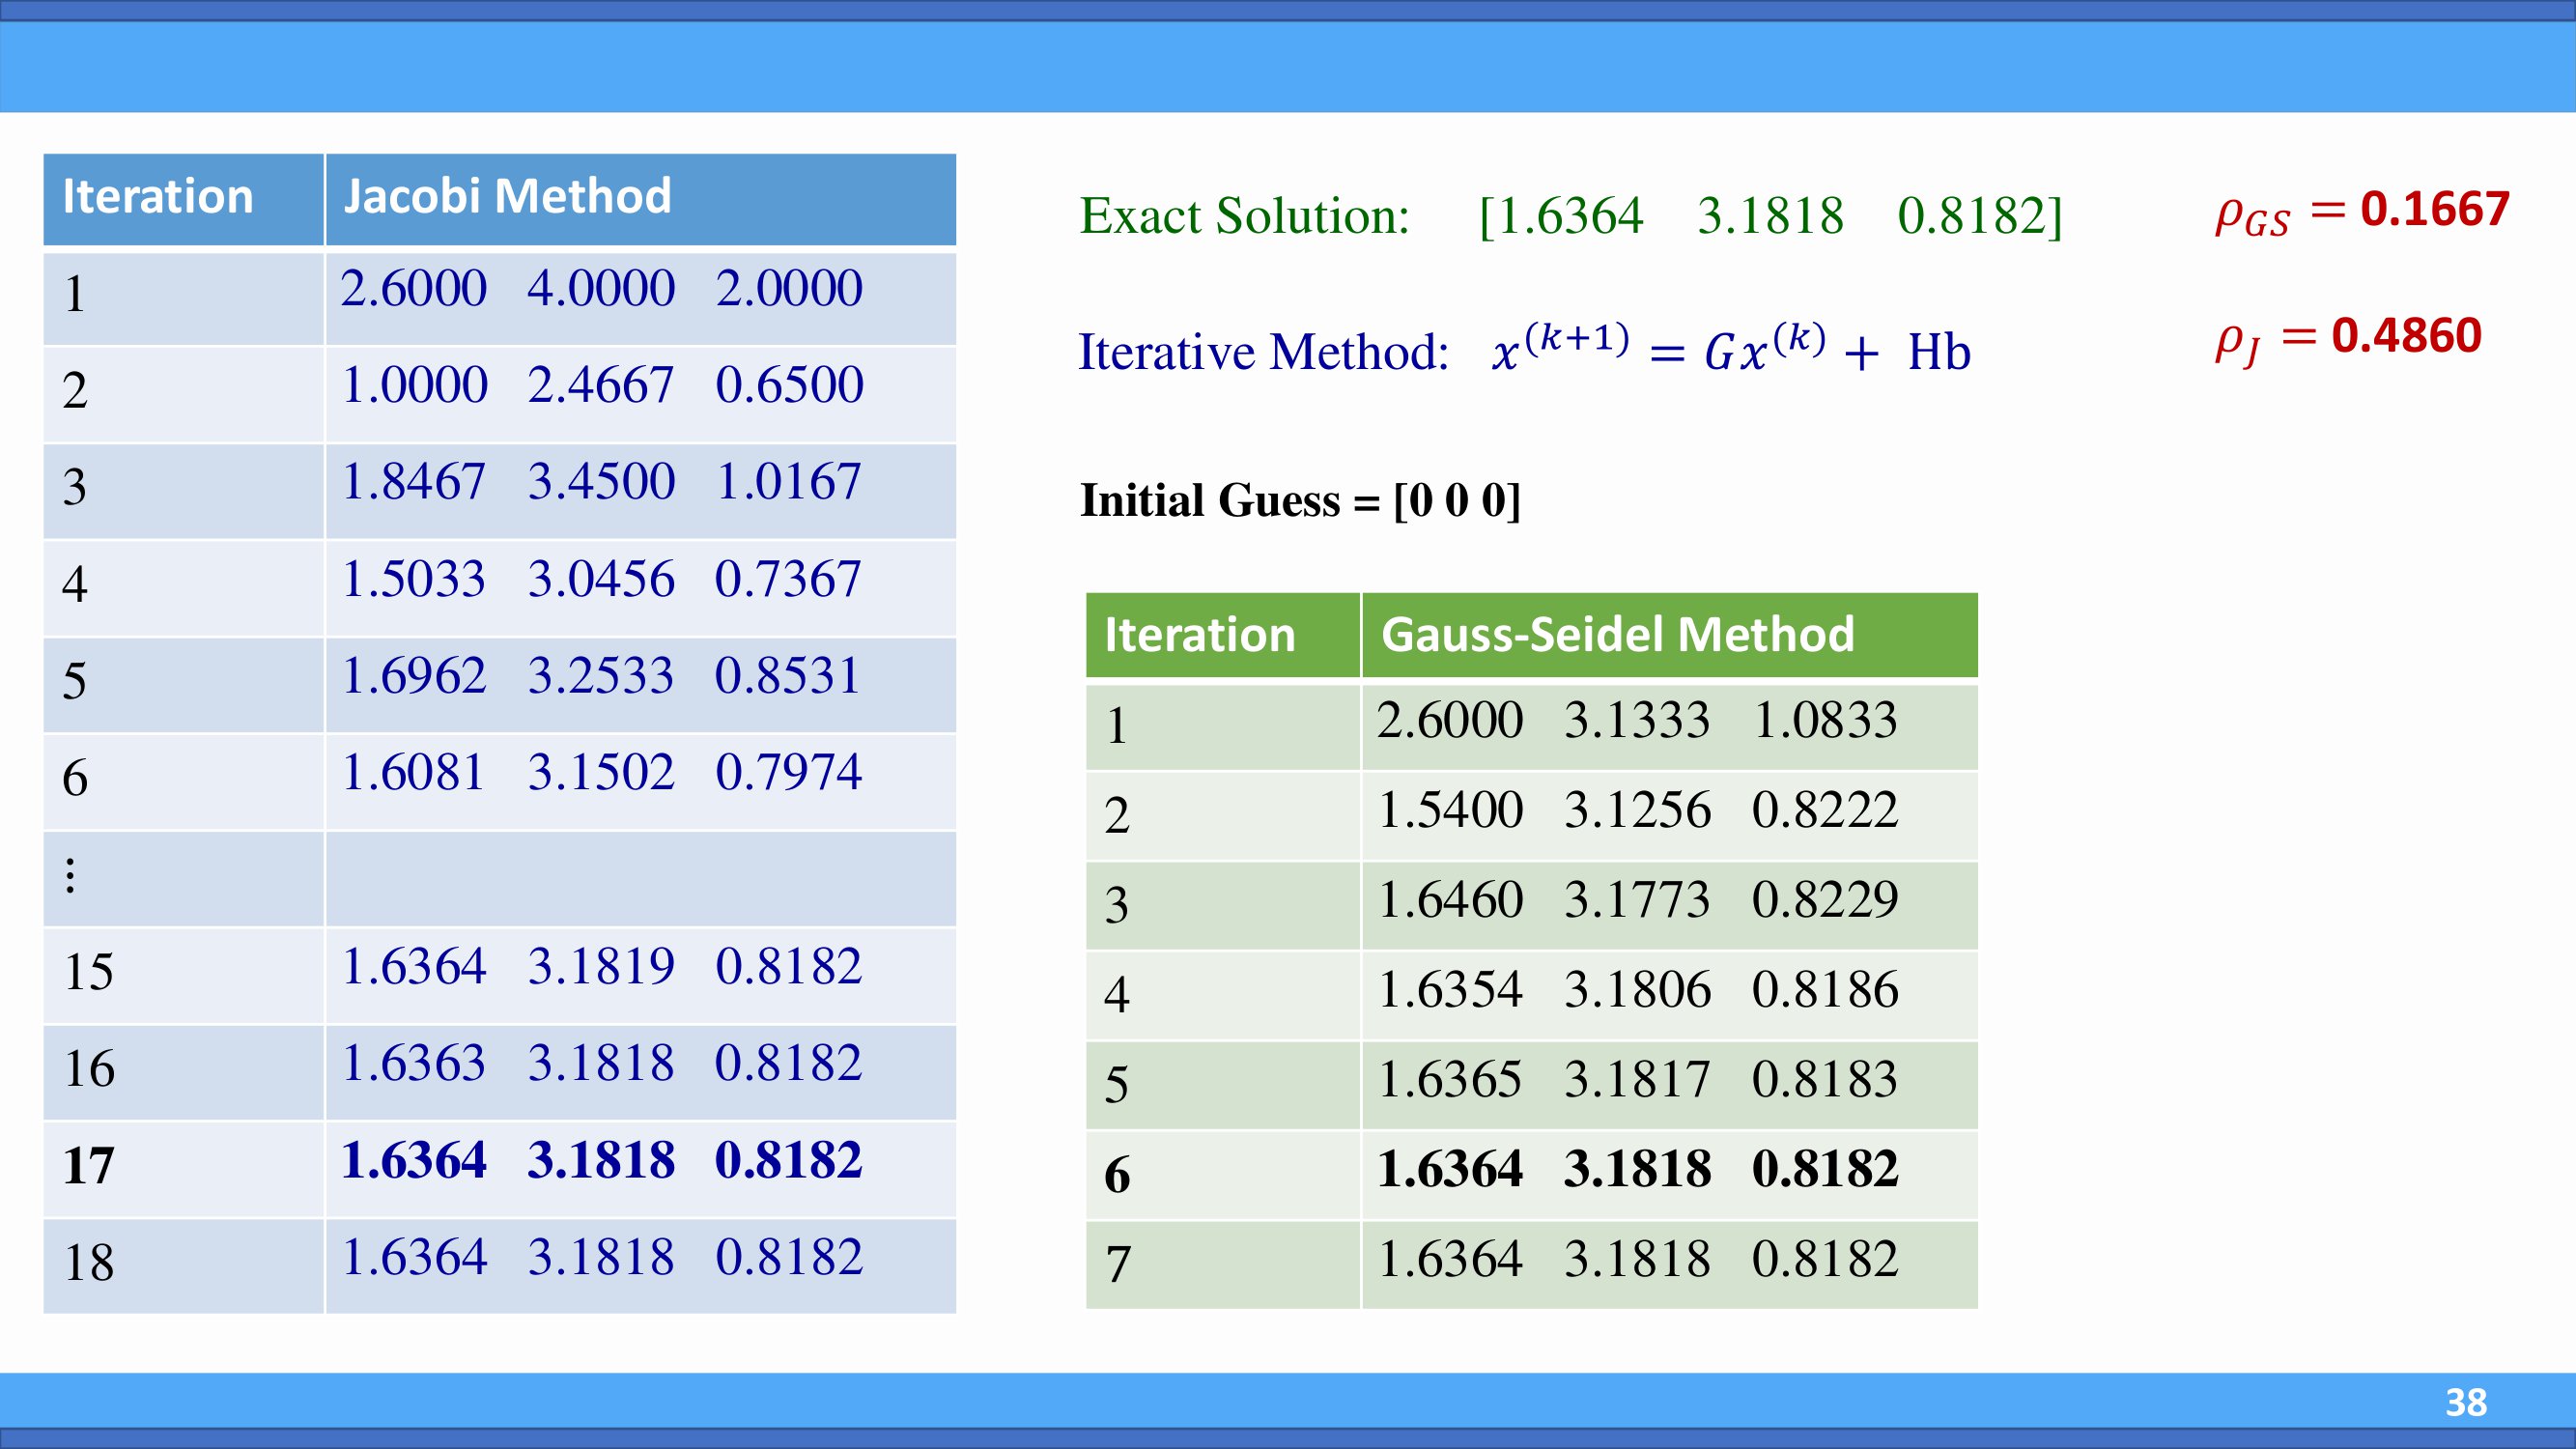 Iteration Jacobi Method
1 2.6000 4.0000 2.0000
2 1.0000 2.4667 0.6500
3 1.8467 3.4500 1.0167
4 1.5033 3.0456 0.7367
5 1.6962 3.2533 0.8531
6 1.6081 3.1502 0.7974
⋮
15 1.6364 3.1819 0.8182
16 1.6363 3.1818 0.8182
17 1.6364 3.1818 0.8182
18 1.6364 3.1818 0.8182
Exact Solution: [1.6364 3.1818 0.8182]
ρ_GS = 0.1667
Iterative Method: x^(k+1) = Gx^(k) + Hb
ρ_J = 0.4860
Initial Guess = [0 0 0]
Iteration Gauss-Seidel Method
1 2.6000 3.1333 1.0833
2 1.5400 3.1256 0.8222
3 1.6460 3.1773 0.8229
4 1.6354 3.1806 0.8186
5 1.6365 3.1817 0.8183
6 1.6364 3.1818 0.8182
7 1.6364 3.1818 0.8182
38